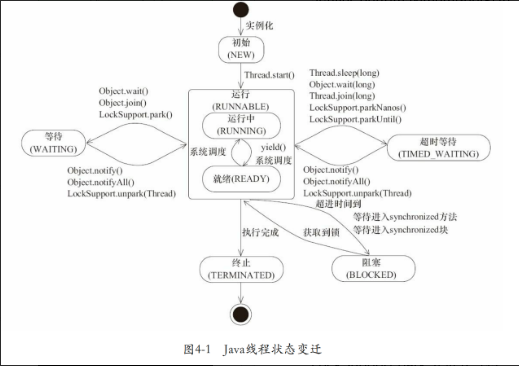 实例化
初始
(NEW)
Thread.start()
Object.wait()
Object.join()
LockSupport.park()
运行
(RUNNABLE)
运行中
(RUNNING)
Thread.sleep(long)
Object.wait(long)
Thread.join(long)
LockSupport.parkNanos()
LockSupport.parkUntil()
等待
(WAITING)
系统调度
yield()
系统调度
超时等待
(TIMED_WAITING)
就绪(READY)
Object.notify()
Object.notifyAll()
LockSupport.unpark(Thread)
Object.notify()
Object.notifyAll()
LockSupport.unpark(Thread)
超进时间到
等待进入synchronized方法
等待进入synchronized块
执行完成
获取到锁
终止
(TERMINATED)
阻塞
(BLOCKED)
图4-1 Java线程状态变迁